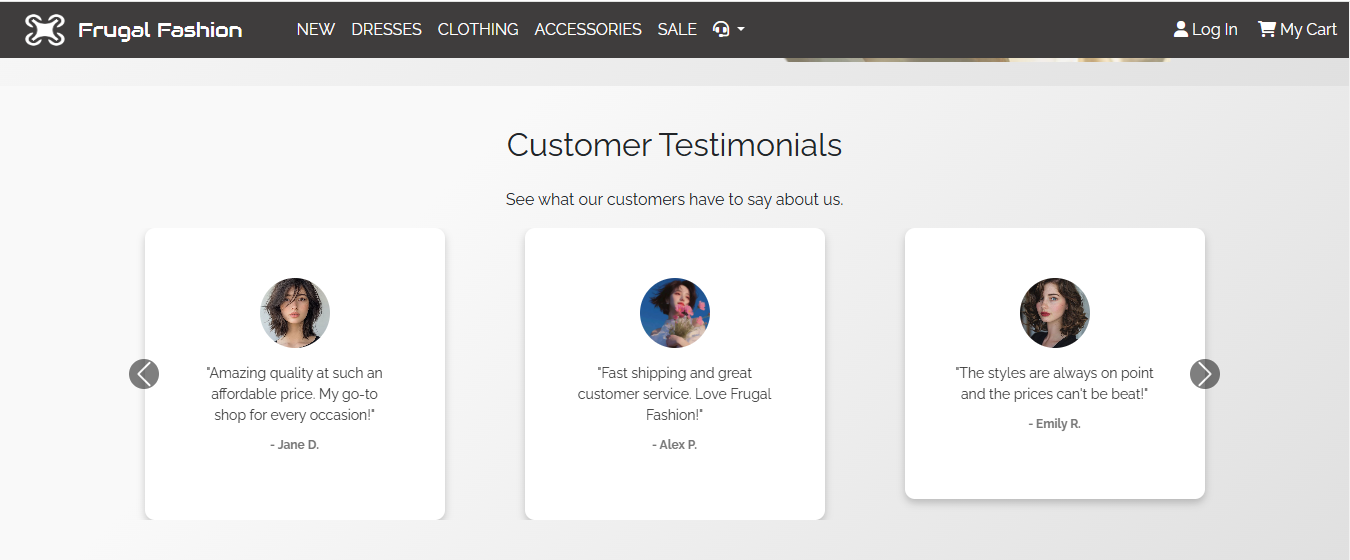 Frugal Fashion NEW DRESSES CLOTHING ACCESSORIES SALE Log In My Cart
Customer Testimonials
See what our customers have to say about us.
"Amazing quality at such an
affordable price. My go-to
shop for every occasion!"
- Jane D.
"Fast shipping and great
customer service. Love Frugal
Fashion!"
- Alex P.
"The styles are always on point
and the prices can't be beat!"
- Emily R.